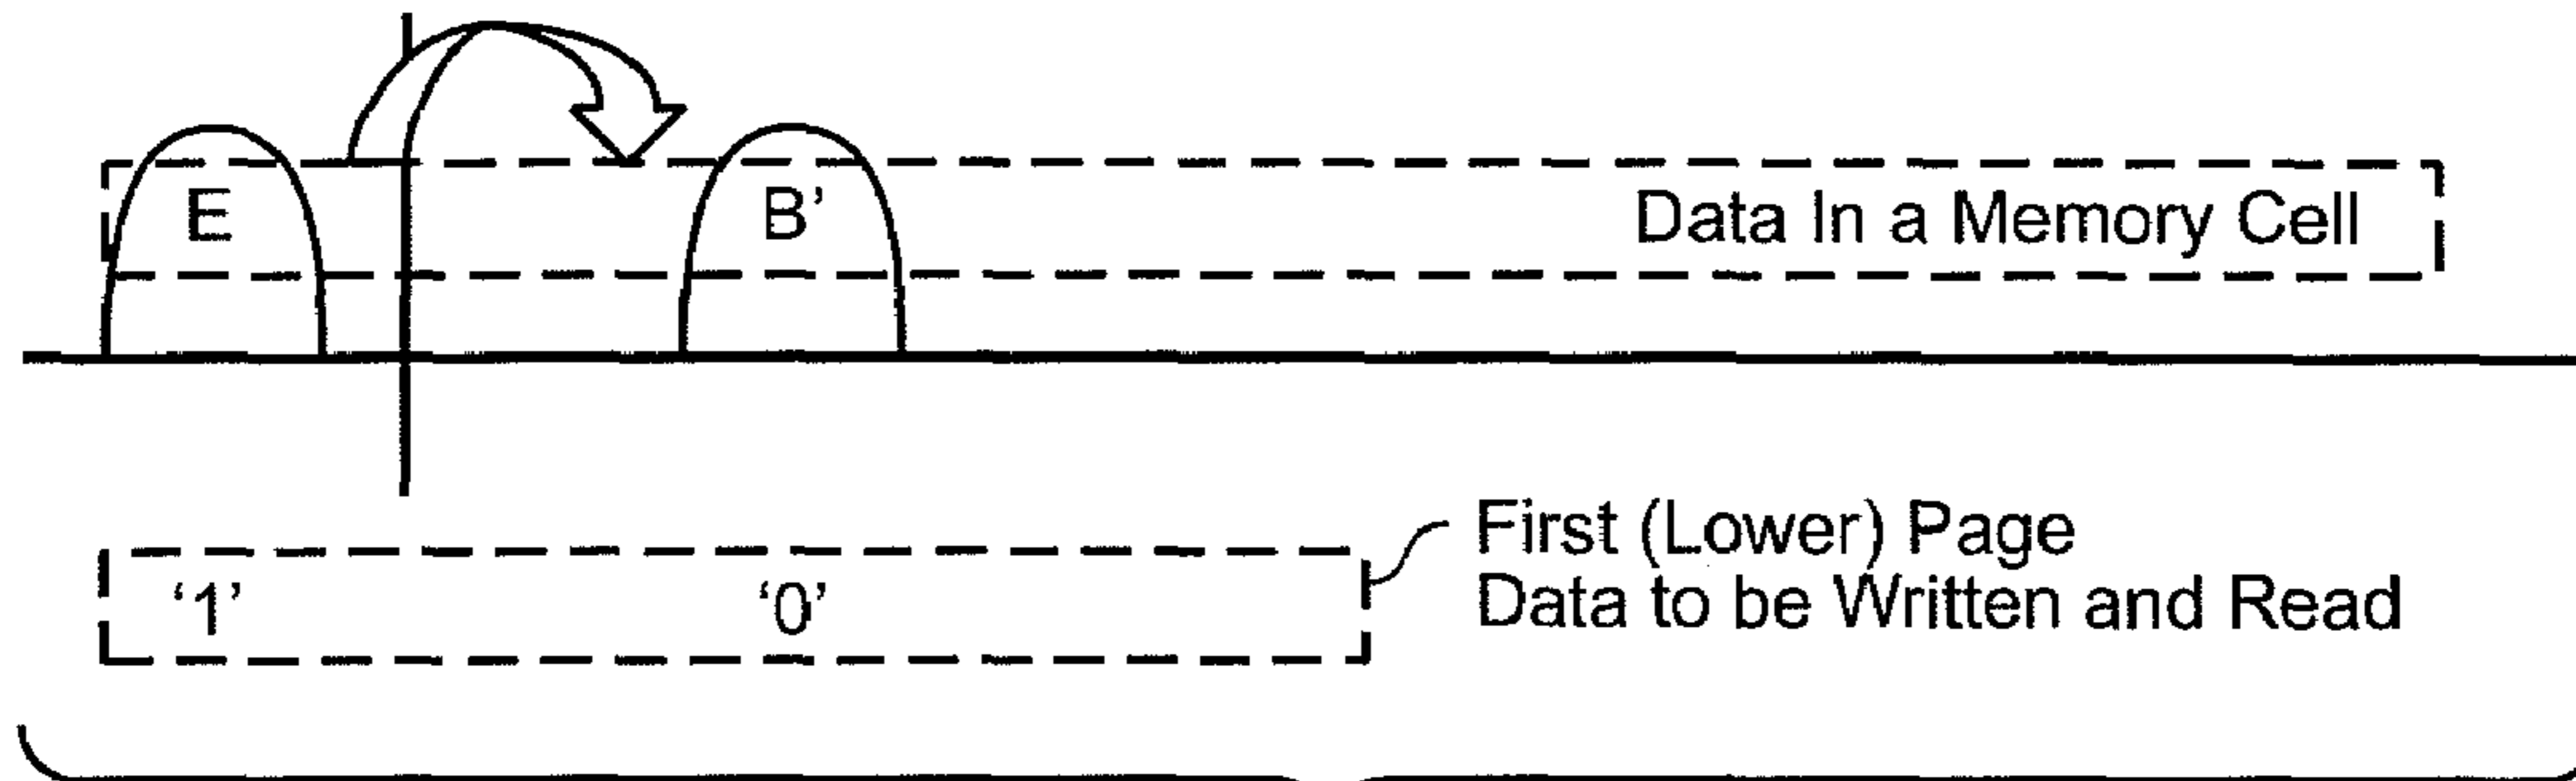 E B’ Data In a Memory Cell
First (Lower) Page
‘1’ ‘0’ Data to be Written and Read